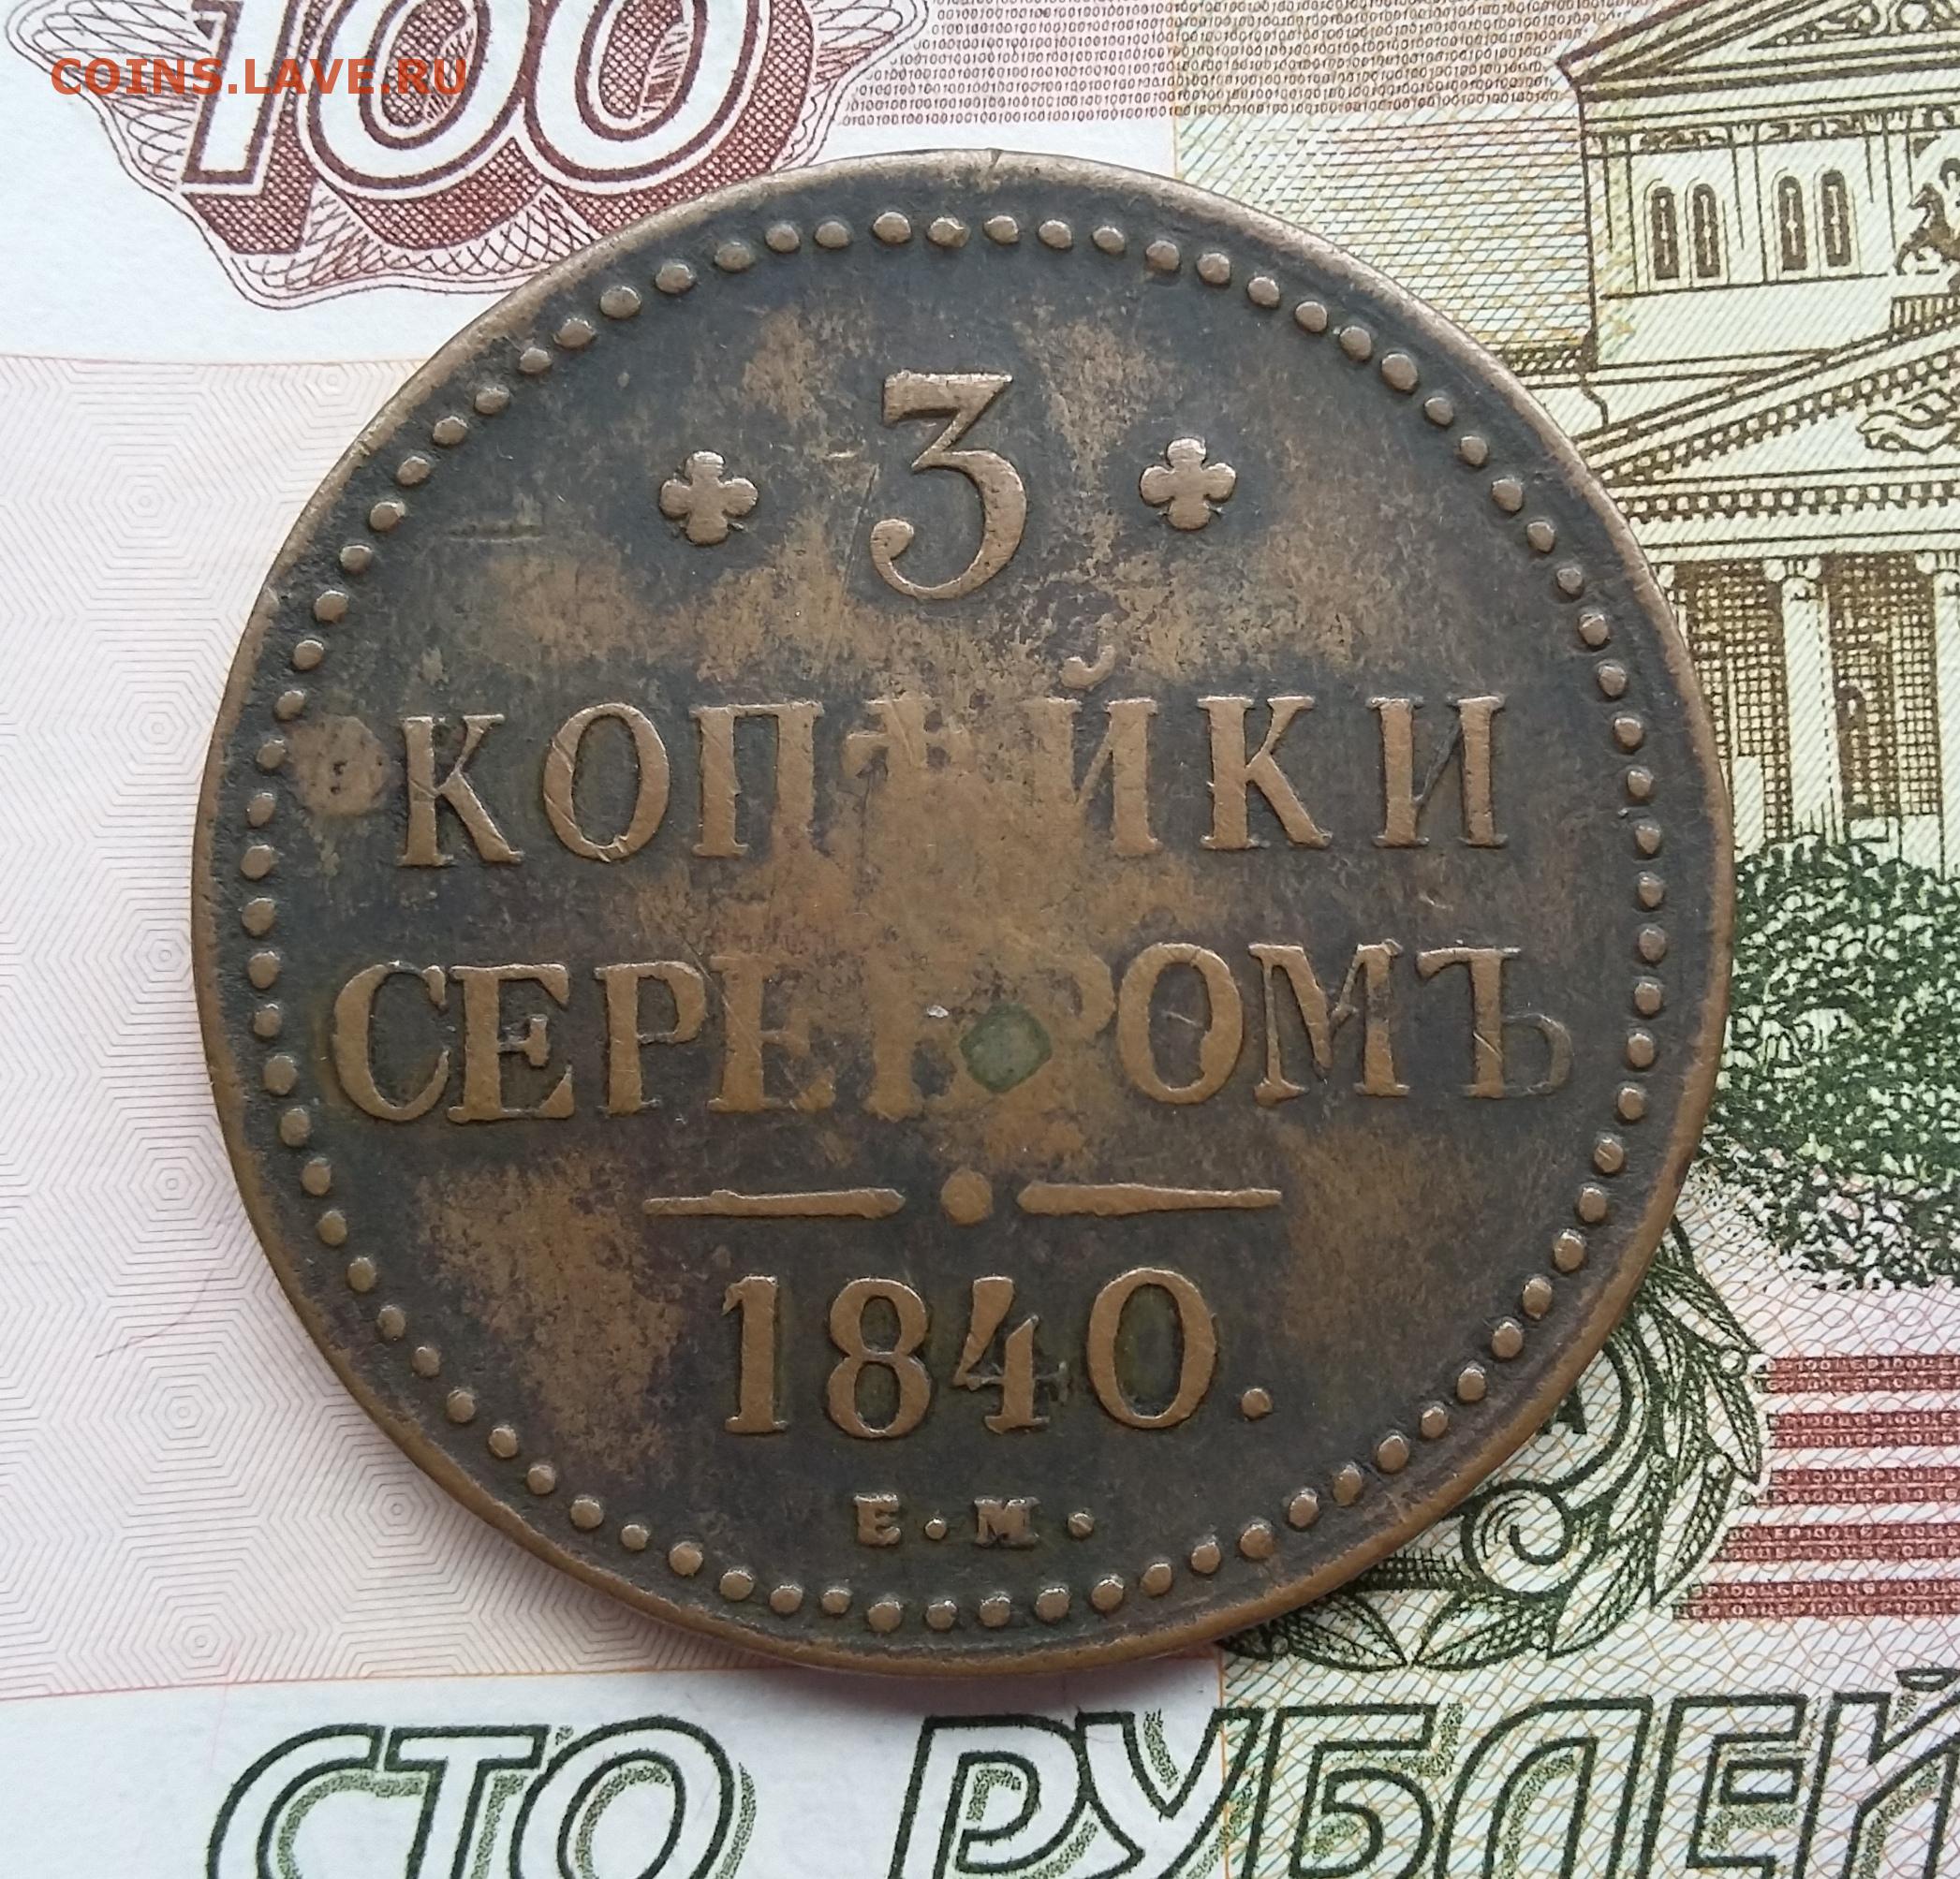 100
COINS.LAVE.RU
3
КОПѢЙКИ
СЕРЕБРОМЪ
1840.
Е.М.
СТО РУБЛЕЙ